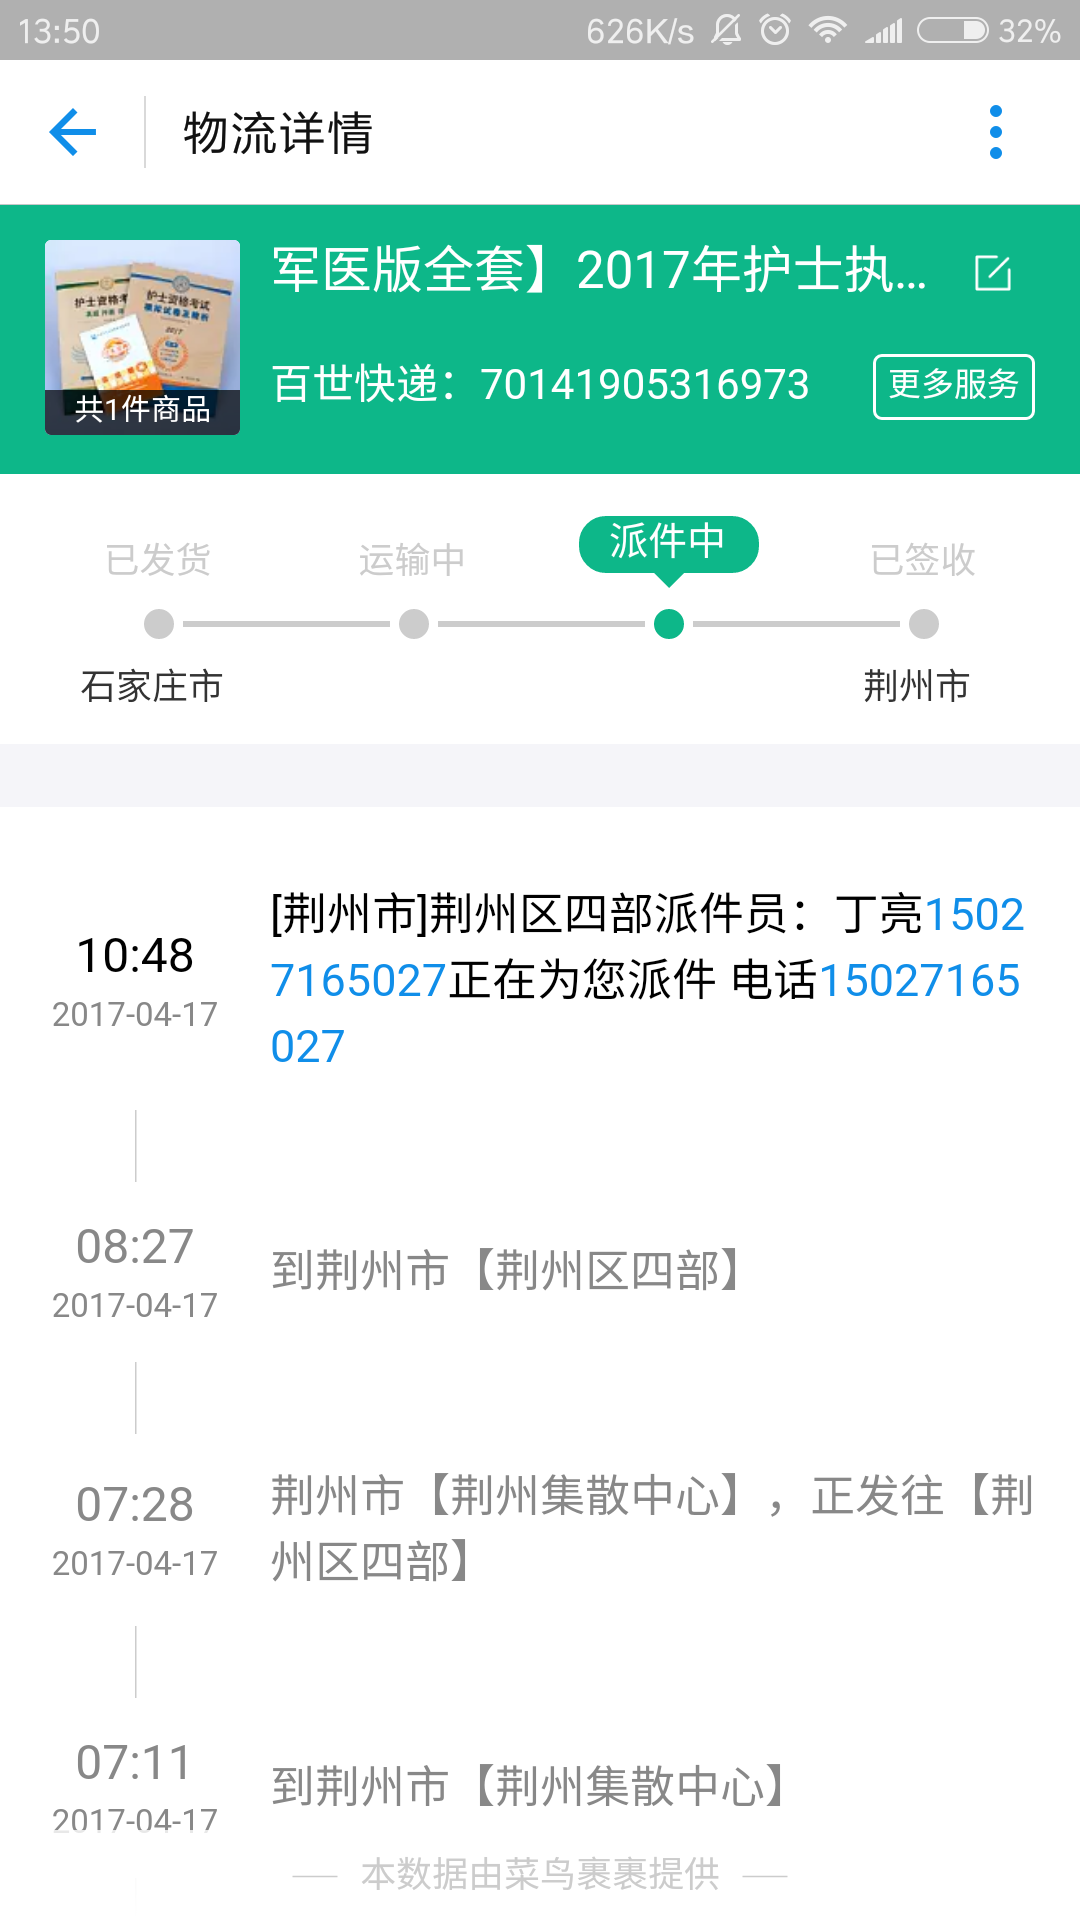 13:50 626K/s 32%
物流详情
军医版全套】2017年护士执...
护士资格考试
2017
共1件商品
百世快递：70141905316973 更多服务
已发货 运输中 派件中 已签收
石家庄市 荆州市
10:48
2017-04-17
[荆州市]荆州区四部派件员：丁亮1502
7165027正在为您派件 电话15027165
027
08:27
2017-04-17
到荆州市【荆州区四部】
07:28
2017-04-17
荆州市【荆州集散中心】，正发往【荆
州区四部】
07:11
2017-04-17
到荆州市【荆州集散中心】
本数据由菜鸟裹裹提供